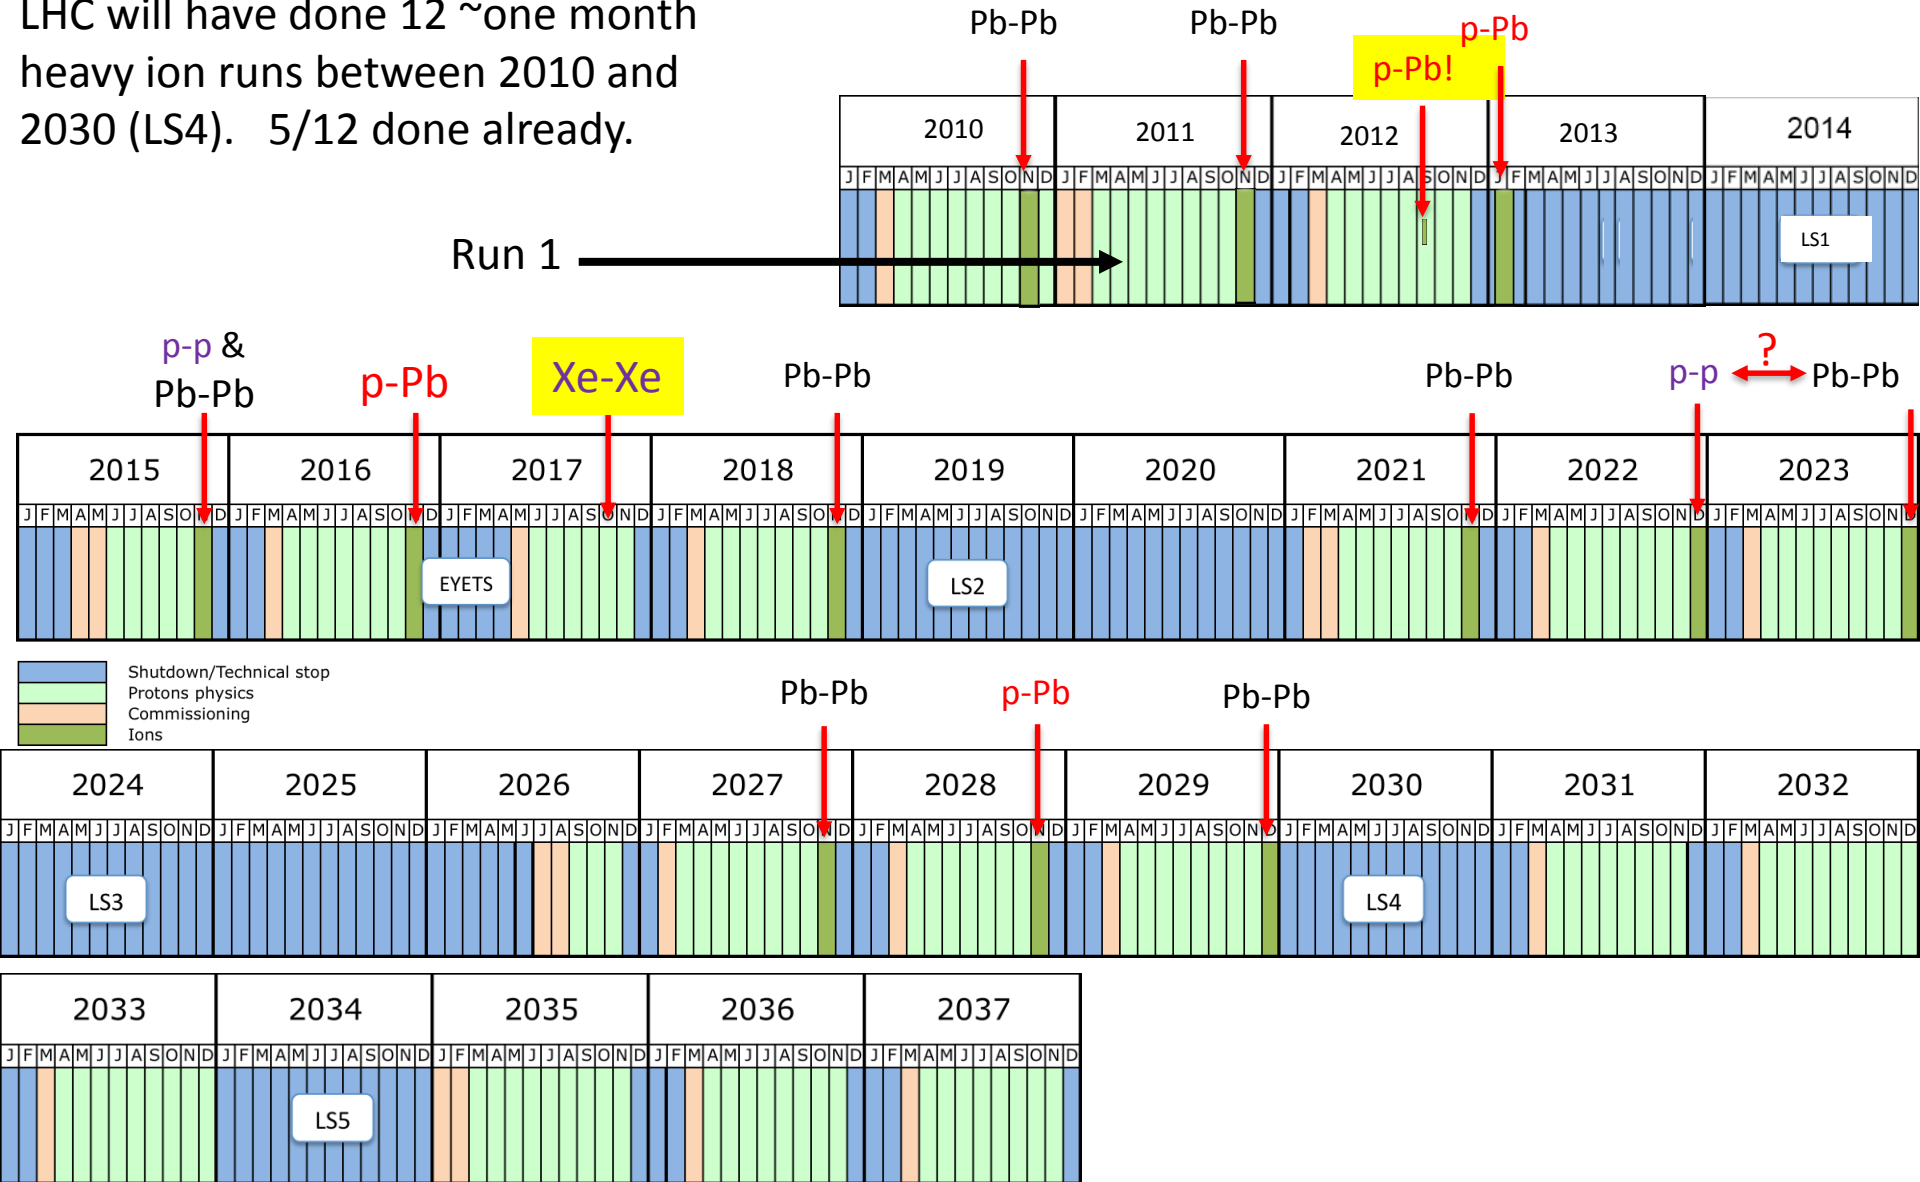 LHC will have done 12 ~one month
heavy ion runs between 2010 and
2030 (LS4).   5/12 done already.
Pb-Pb
Pb-Pb
p-Pb!
p-Pb
2010
2011
2012
2013
2014
J F M A M J J A S O N D J F M A M J J A S O N D J F M A M J J A S O N D J F M A M J J A S O N D J F M A M J J A S O N D
Run 1
LS1
p-p &
Pb-Pb
p-Pb
Xe-Xe
Pb-Pb
Pb-Pb
p-p
?
Pb-Pb
2015
2016
2017
2018
2019
2020
2021
2022
2023
J F M A M J J A S O N D J F M A M J J A S O N D J F M A M J J A S O N D J F M A M J J A S O N D J F M A M J J A S O N D J F M A M J J A S O N D J F M A M J J A S O N D J F M A M J J A S O N D J F M A M J J A S O N D
EYETS
LS2
Shutdown/Technical stop
Protons physics
Commissioning
Ions
Pb-Pb
p-Pb
Pb-Pb
2024
2025
2026
2027
2028
2029
2030
2031
2032
J F M A M J J A S O N D J F M A M J J A S O N D J F M A M J J A S O N D J F M A M J J A S O N D J F M A M J J A S O N D J F M A M J J A S O N D J F M A M J J A S O N D J F M A M J J A S O N D J F M A M J J A S O N D
LS3
LS4
2033
2034
2035
2036
2037
J F M A M J J A S O N D J F M A M J J A S O N D J F M A M J J A S O N D J F M A M J J A S O N D J F M A M J J A S O N D
LS5